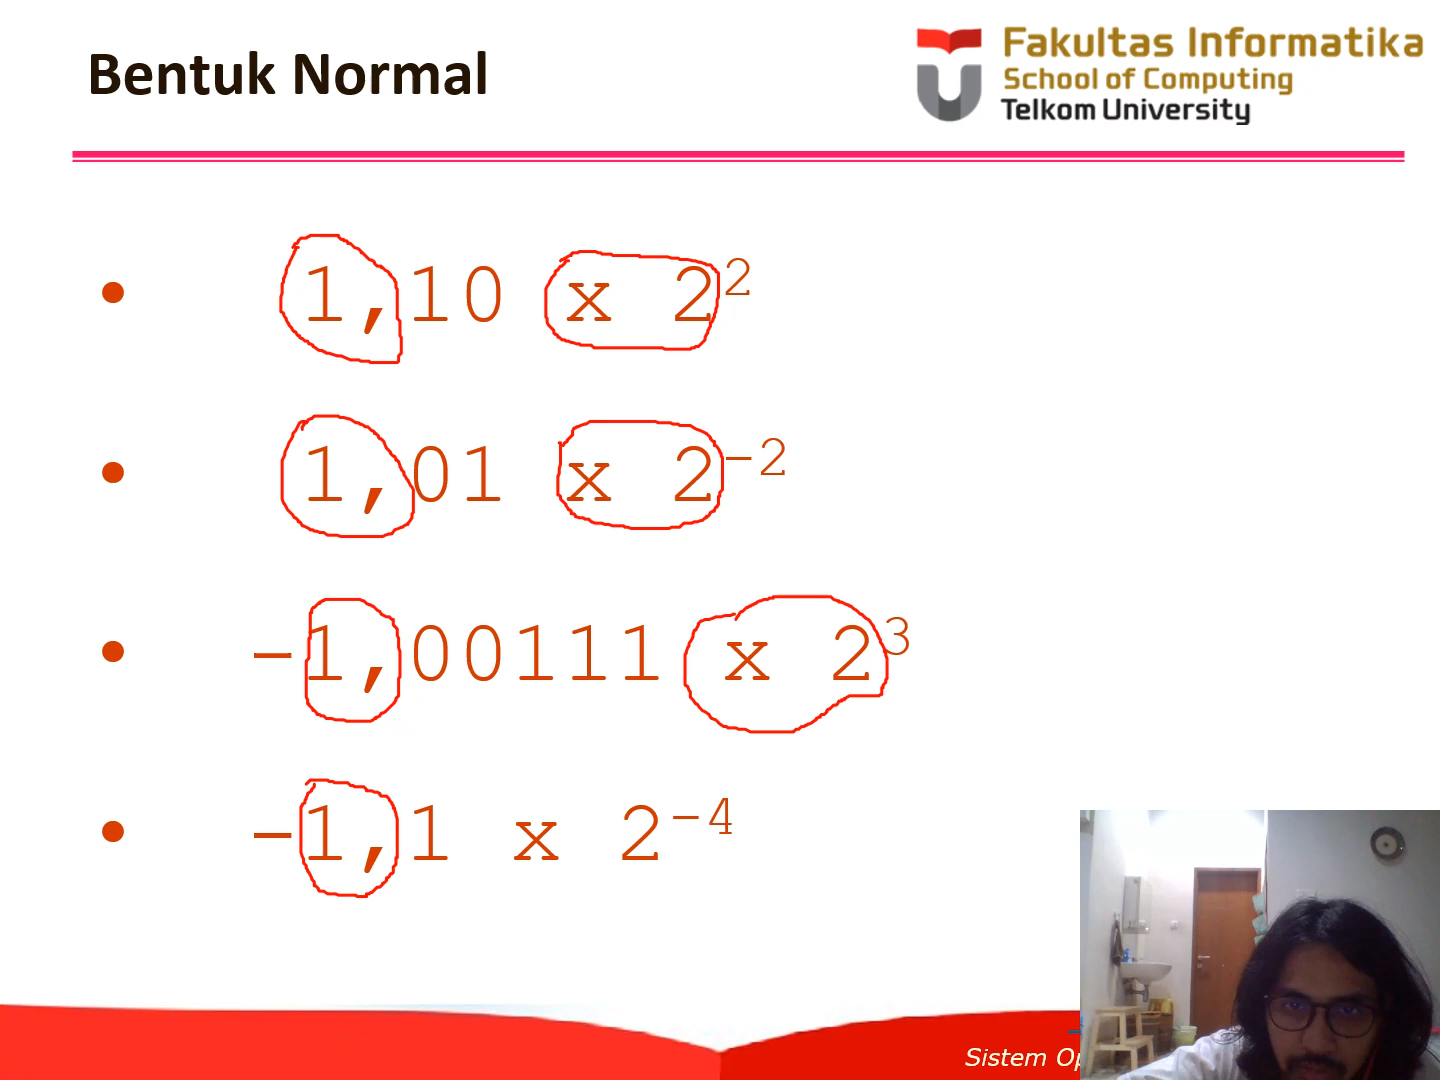 Bentuk Normal
Fakultas Informatika
School of Computing
Telkom University
• 1,10 x 2²
• 1,01 x 2⁻²
• -1,00111 x 2³
• -1,1 x 2⁻⁴
Sistem